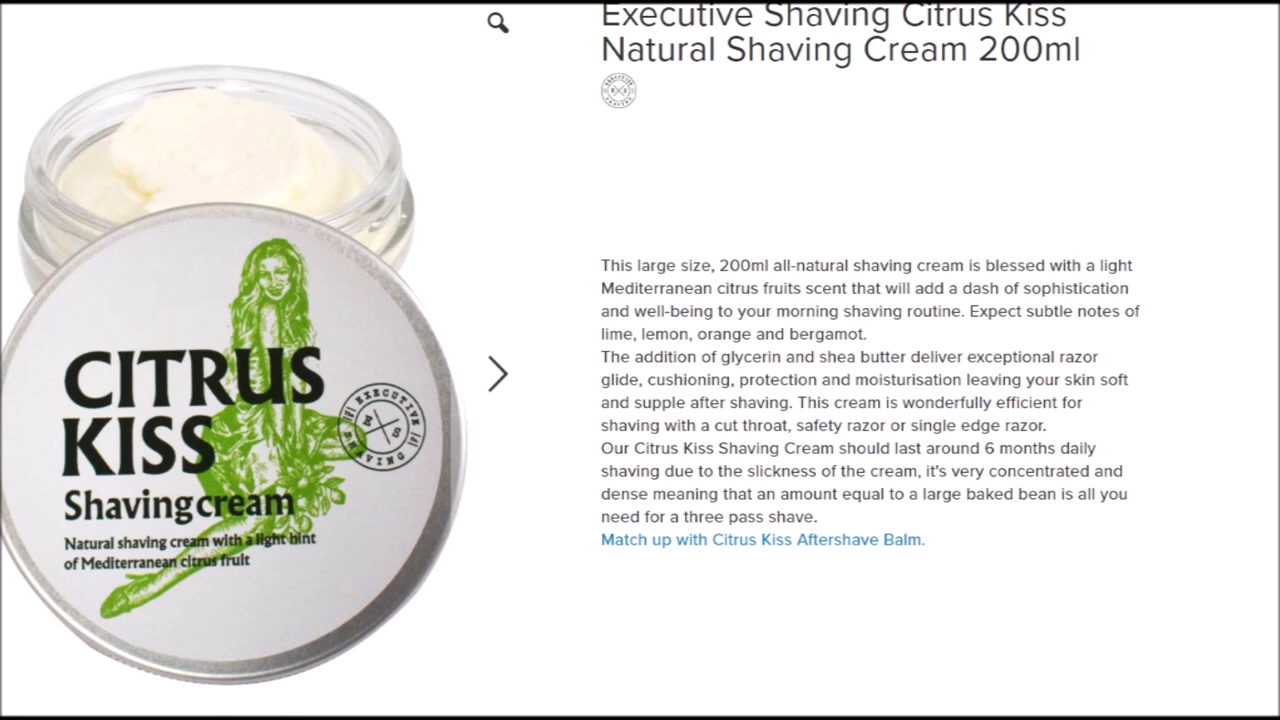 Executive Shaving Citrus Kiss
Natural Shaving Cream 200ml
This large size, 200ml all-natural shaving cream is blessed with a light
Mediterranean citrus fruits scent that will add a dash of sophistication
and well-being to your morning shaving routine. Expect subtle notes of
lime, lemon, orange and bergamot.
The addition of glycerin and shea butter deliver exceptional razor
glide, cushioning, protection and moisturisation leaving your skin soft
and supple after shaving. This cream is wonderfully efficient for
shaving with a cut throat, safety razor or single edge razor.
Our Citrus Kiss Shaving Cream should last around 6 months daily
shaving due to the slickness of the cream, it's very concentrated and
dense meaning that an amount equal to a large baked bean is all you
need for a three pass shave.
Match up with Citrus Kiss Aftershave Balm.
CITRUS
KISS
Shaving cream
Natural shaving cream with a light hint
of Mediterranean citrus fruit
EXECUTIVE
E S
SHAVING